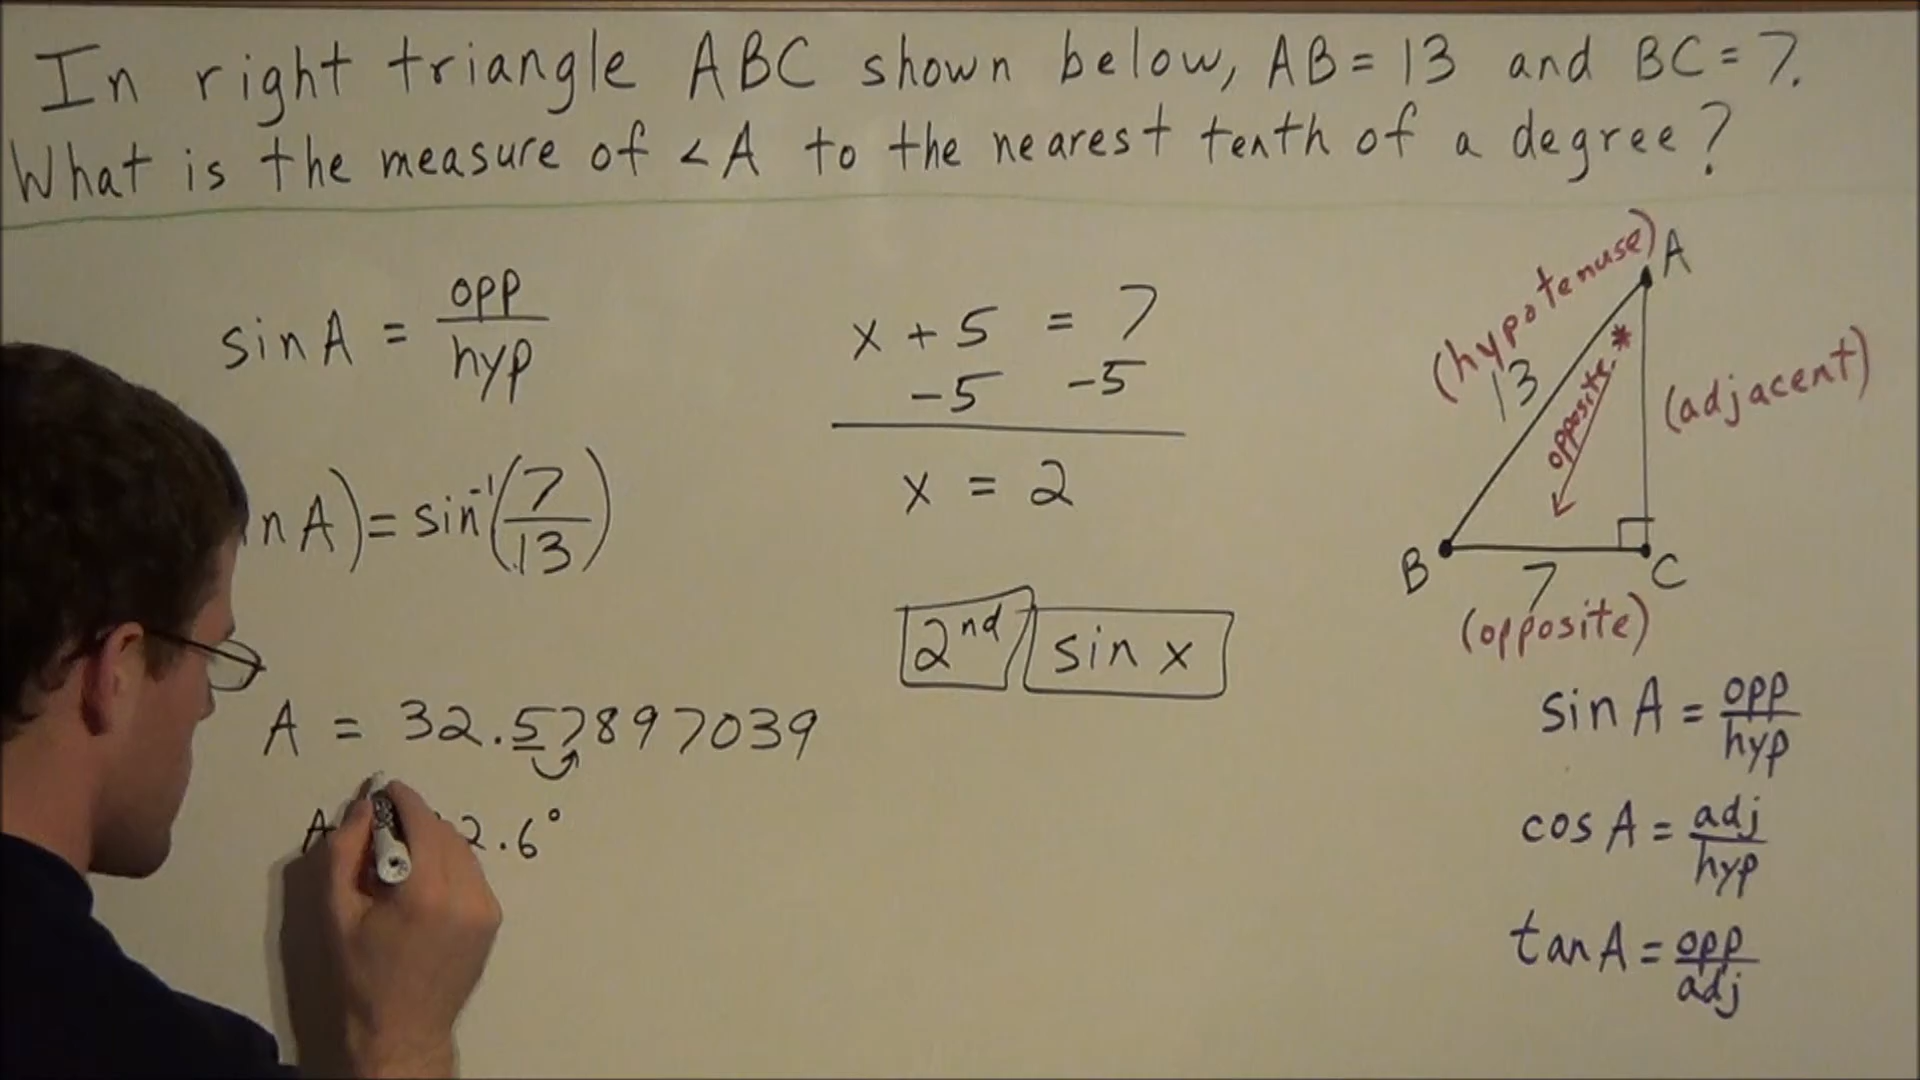 In right triangle ABC shown below, AB = 13 and BC = 7.
What is the measure of <A to the nearest tenth of a degree?
sin A = opp/hyp
nA) = sin⁻¹(7/13)
A = 32.57897039
A 2.6°
x + 5 = 7
-5 -5
x = 2
2nd sin x
A
(hypotenuse)
13
*
opposite
(adjacent)
B
7
C
(opposite)
sin A = opp/hyp
cos A = adj/hyp
tan A = opp/adj